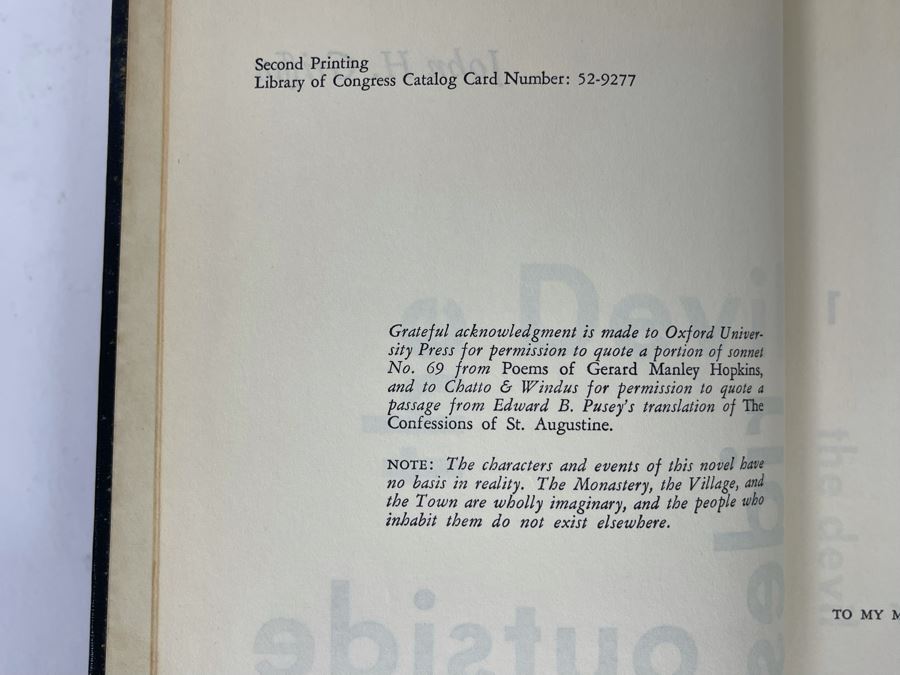 Second Printing
Library of Congress Catalog Card Number: 52-9277
Grateful acknowledgment is made to Oxford Univer-
sity Press for permission to quote a portion of sonnet
No. 69 from Poems of Gerard Manley Hopkins,
and to Chatto & Windus for permission to quote a
passage from Edward B. Pusey's translation of The
Confessions of St. Augustine.
NOTE: The characters and events of this novel have
no basis in reality. The Monastery, the Village, and
the Town are wholly imaginary, and the people who
inhabit them do not exist elsewhere.
outside
TO MY